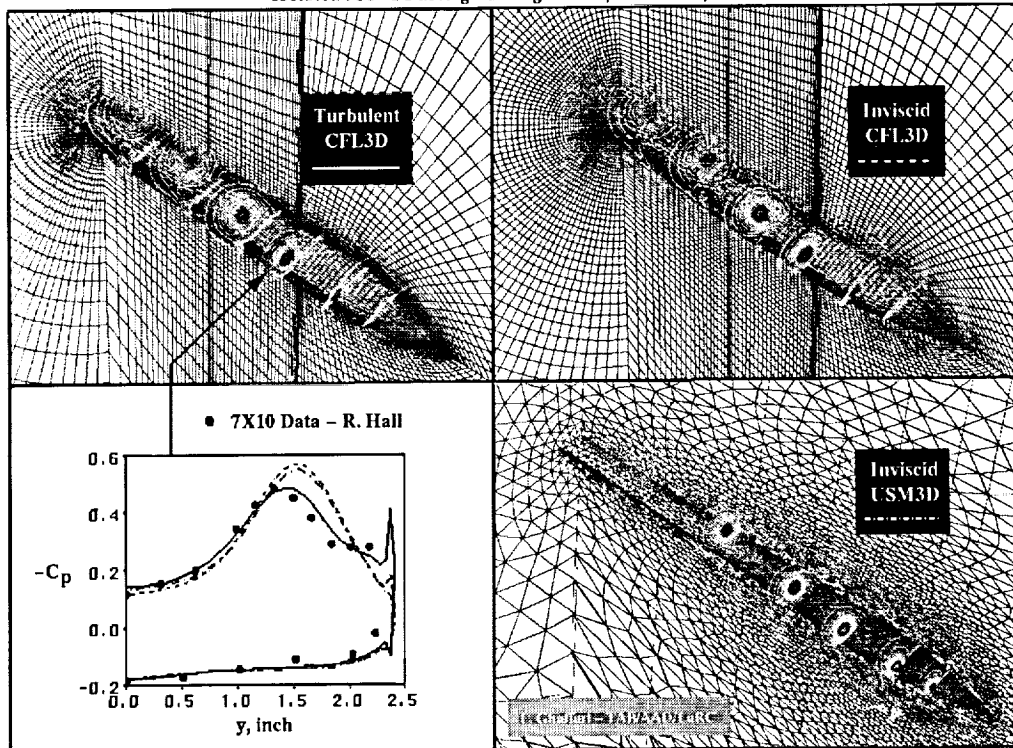 Turbulent
CFL3D
Inviscid
CFL3D
7X10 Data – R. Hall
0.6
0.4
-Cp
0.2
0.0
-0.2
0.0 0.5 1.0 1.5 2.0 2.5
y, inch
Inviscid
USM3D